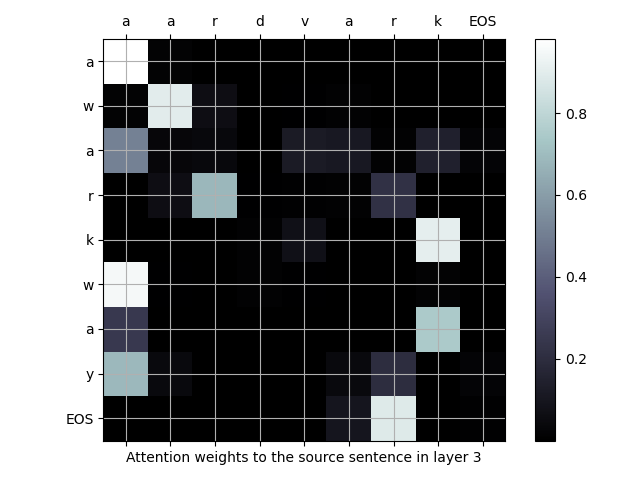 a a r d v a r k EOS
a
w
a
r
k
w
a
y
EOS
0.8
0.6
0.4
0.2
Attention weights to the source sentence in layer 3